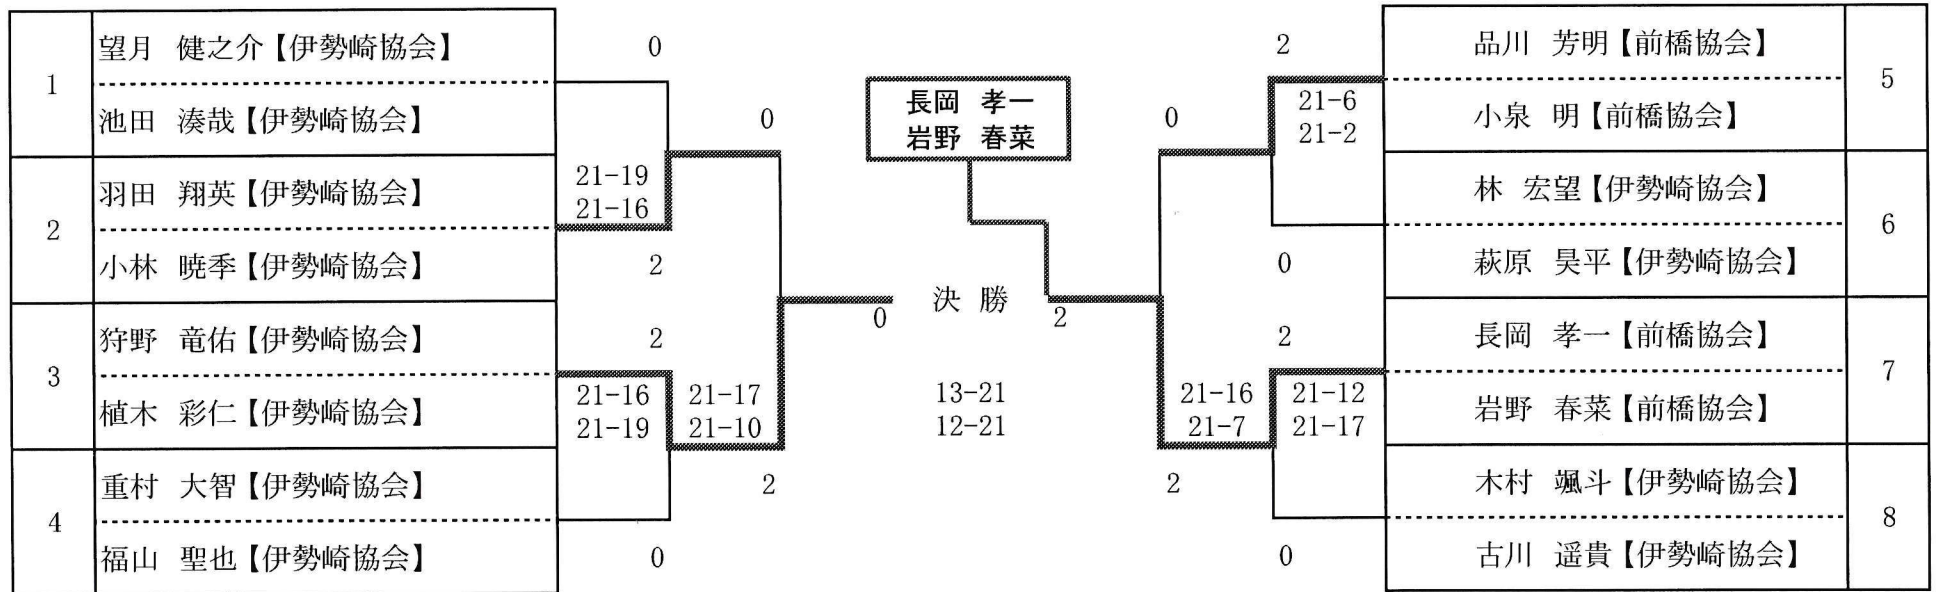 1
望月 健之介【伊勢崎協会】
池田 湊哉【伊勢崎協会】
2
羽田 翔英【伊勢崎協会】
小林 暁季【伊勢崎協会】
3
狩野 竜佑【伊勢崎協会】
植木 彩仁【伊勢崎協会】
4
重村 大智【伊勢崎協会】
福山 聖也【伊勢崎協会】
0
21-19
21-16
2
2
21-16
21-19
0
0
21-17
21-10
2
長岡 孝一
岩野 春菜
決 勝
0
2
13-21
12-21
0
21-16
21-7
2
2
21-6
21-2
0
2
21-12
21-17
0
品川 芳明【前橋協会】
小泉 明【前橋協会】
5
林 宏望【伊勢崎協会】
萩原 昊平【伊勢崎協会】
6
長岡 孝一【前橋協会】
岩野 春菜【前橋協会】
7
木村 颯斗【伊勢崎協会】
古川 遥貴【伊勢崎協会】
8